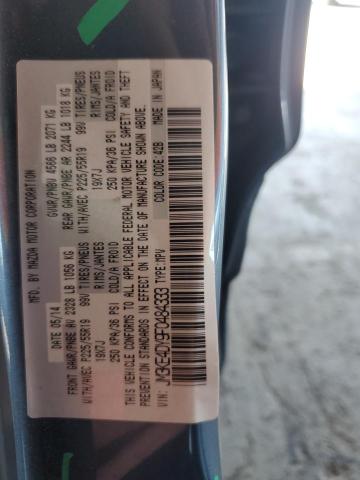 MFD. BY MAZDA MOTOR CORPORATION
DATE: 05/14 GVWR/PNBV 4566 LB 2071 KG
FRONT GAWR/PNBE AV 2328 LB 1056 KG REAR GAWR/PNBE AR 2244 LB 1018 KG
WITH/AVEC P225/55R19 99V TIRES/PNEUS WITH/AVEC P225/55R19 99V TIRES/PNEUS
19X7J RIMS/JANTES 19X7J RIMS/JANTES
250 KPA/36 PSI COLD/A FROID 250 KPA/36 PSI COLD/A FROID
THIS VEHICLE CONFORMS TO ALL APPLICABLE FEDERAL MOTOR VEHICLE SAFETY AND THEFT
PREVENTION STANDARDS IN EFFECT ON THE DATE OF MANUFACTURE SHOWN ABOVE.
MADE IN JAPAN
VIN: JM3KE4DY9F0484333 TYPE: MPV COLOR CODE: 42B